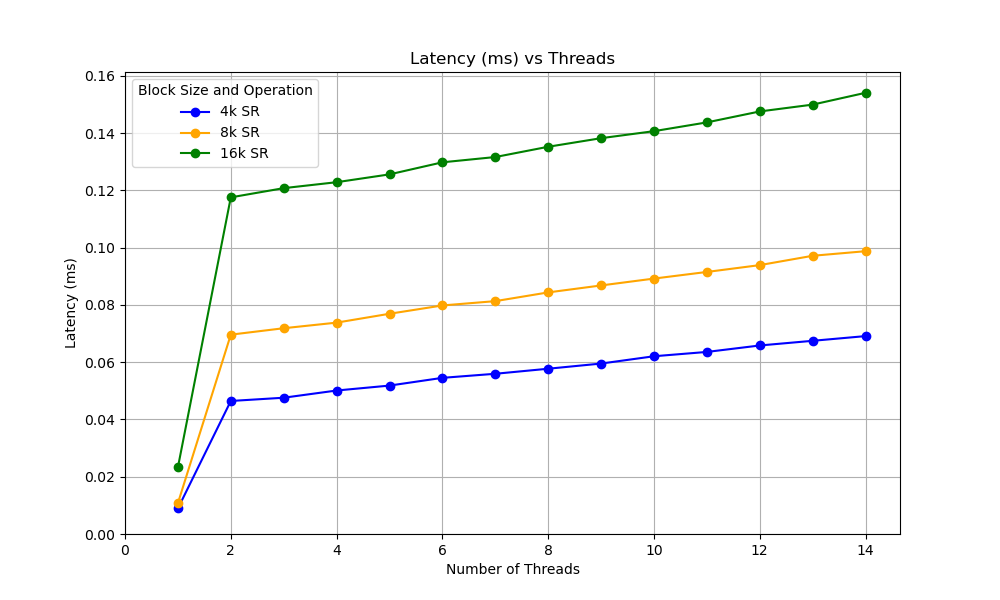 Latency (ms) vs Threads
Block Size and Operation
4k SR
8k SR
16k SR
0.16
0.14
0.12
0.10
0.08
0.06
0.04
0.02
0.00
Latency (ms)
0 2 4 6 8 10 12 14
Number of Threads